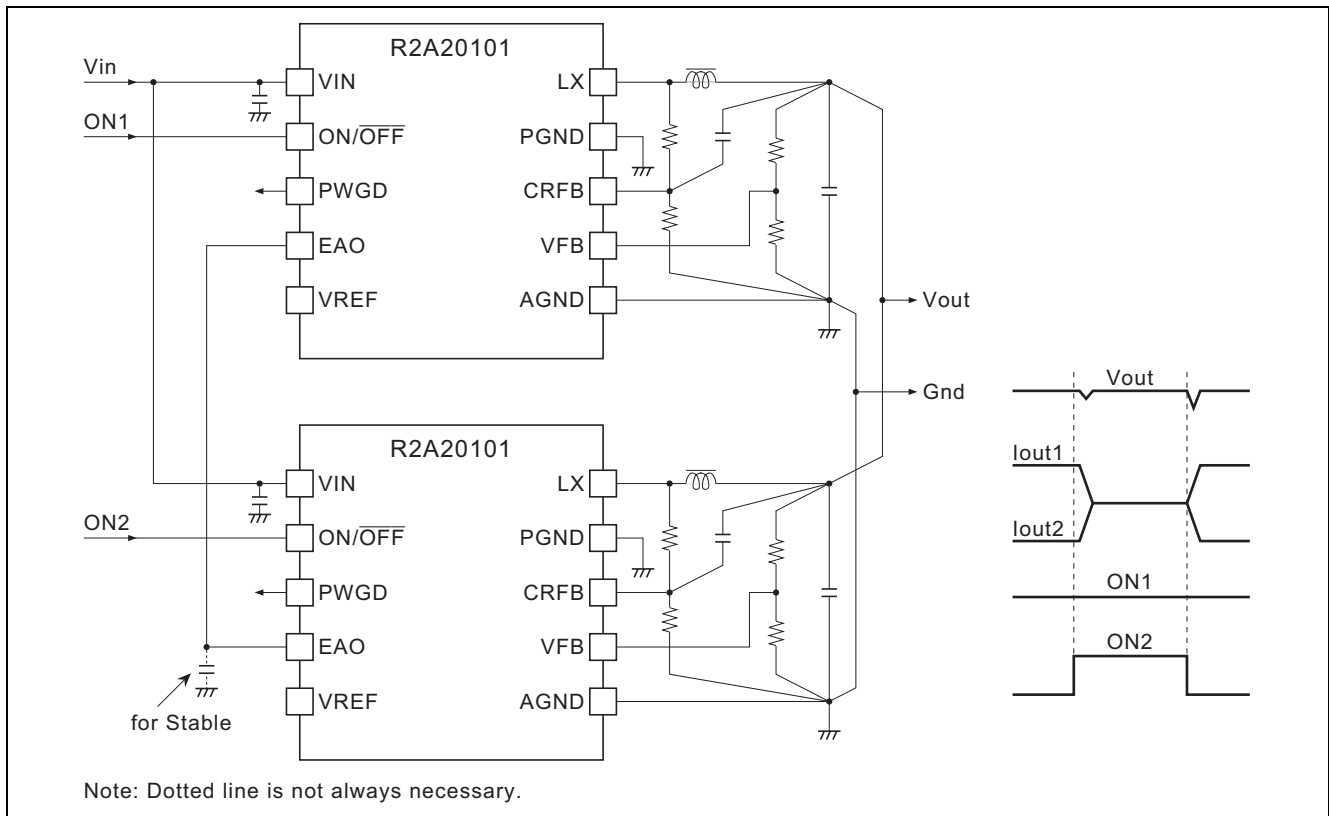 R2A20101
Vin
VIN
LX
ON1
ON/OFF
PGND
PWGD
CRFB
EAO
VFB
VREF
AGND
Vout
Gnd
R2A20101
VIN
LX
ON2
ON/OFF
PGND
PWGD
CRFB
EAO
VFB
VREF
AGND
for Stable
Vout
Iout1
Iout2
ON1
ON2
Note: Dotted line is not always necessary.